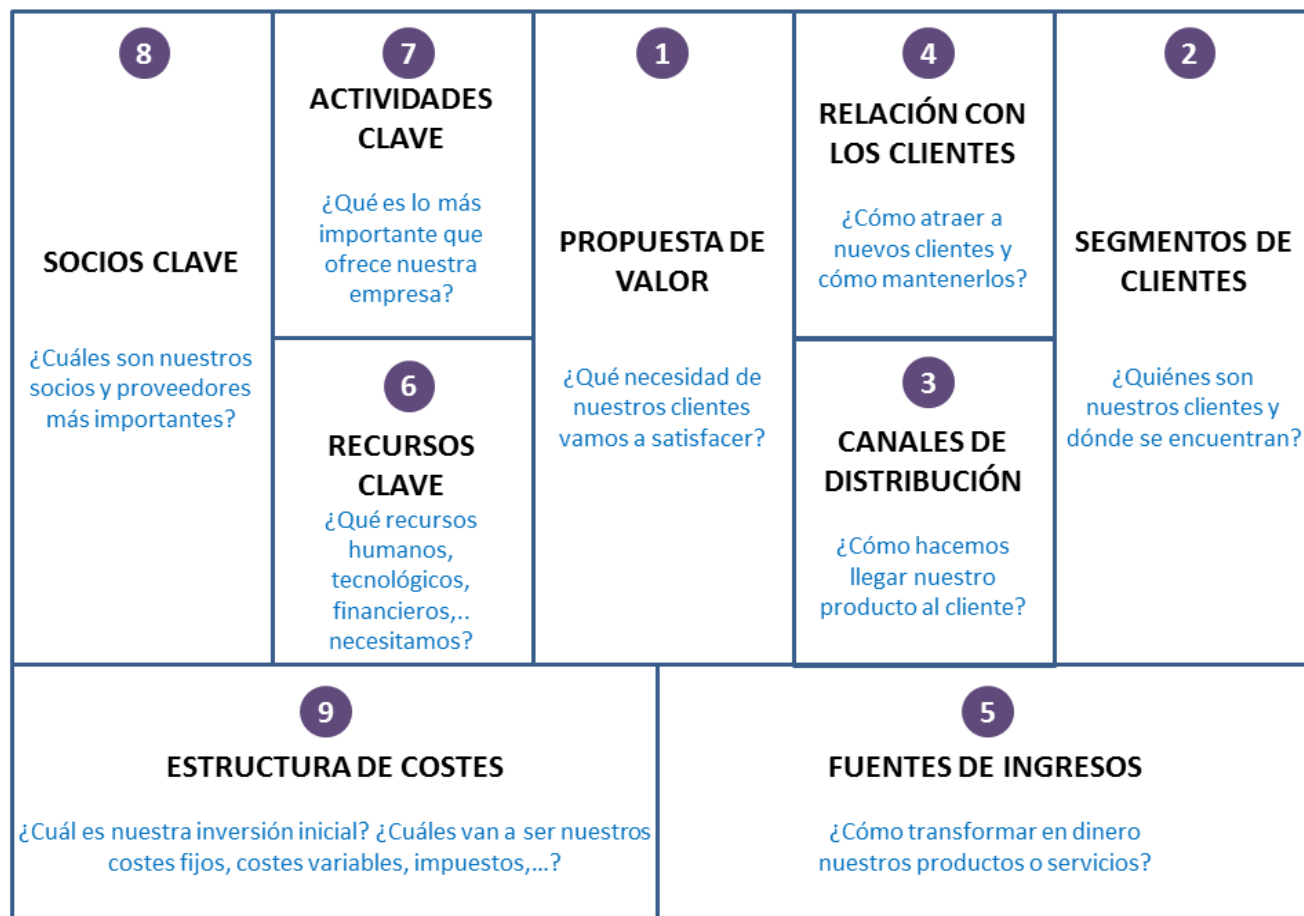 8
SOCIOS CLAVE
¿Cuáles son nuestros
socios y proveedores
más importantes?
7
ACTIVIDADES
CLAVE
¿Qué es lo más
importante que
ofrece nuestra
empresa?
6
RECURSOS
CLAVE
¿Qué recursos
humanos,
tecnológicos,
financieros,..
necesitamos?
1
PROPUESTA DE
VALOR
¿Qué necesidad de
nuestros clientes
vamos a satisfacer?
4
RELACIÓN CON
LOS CLIENTES
¿Cómo atraer a
nuevos clientes y
cómo mantenerlos?
3
CANALES DE
DISTRIBUCIÓN
¿Cómo hacemos
llegar nuestro
producto al cliente?
2
SEGMENTOS DE
CLIENTES
¿Quiénes son
nuestros clientes y
dónde se encuentran?
9
ESTRUCTURA DE COSTES
¿Cuál es nuestra inversión inicial? ¿Cuáles van a ser nuestros
costes fijos, costes variables, impuestos,...?
5
FUENTES DE INGRESOS
¿Cómo transformar en dinero
nuestros productos o servicios?